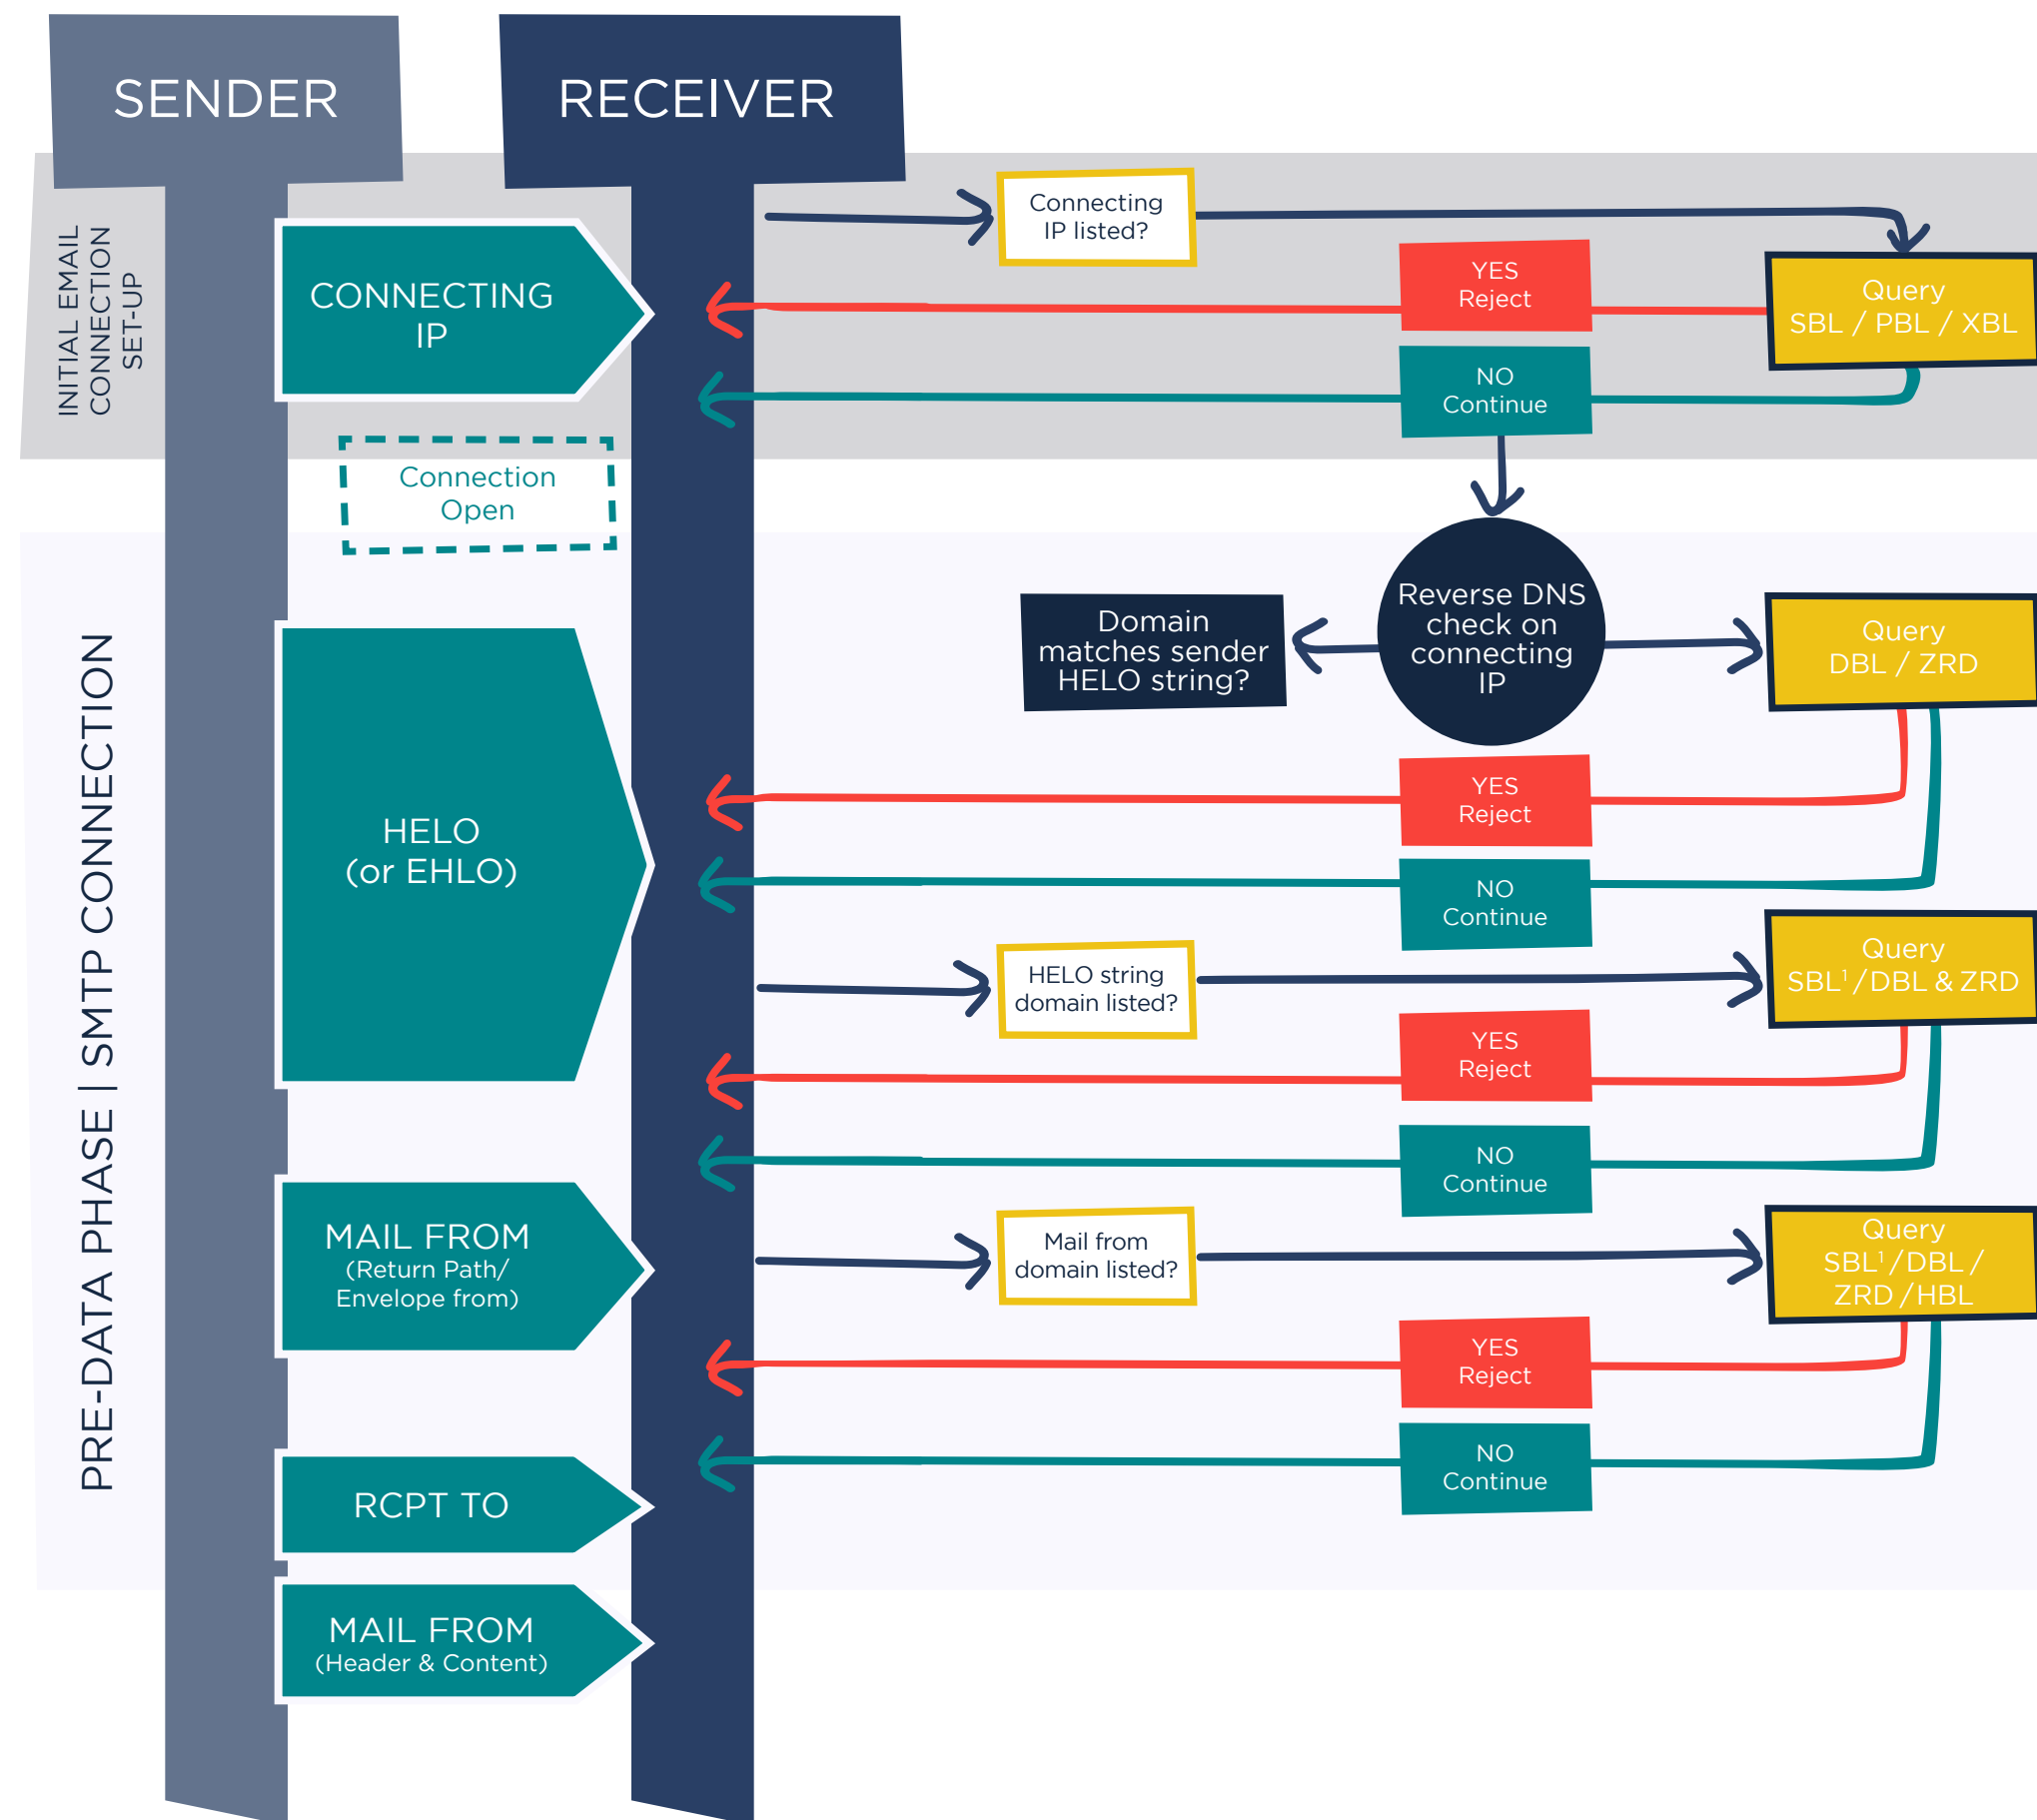 SENDER
RECEIVER
INITIAL EMAIL
CONNECTION
SET-UP
CONNECTING
IP
Connecting
IP listed?
YES
Reject
Query
SBL / PBL / XBL
NO
Continue
Connection
Open
PRE-DATA PHASE | SMTP CONNECTION
Domain
matches sender
HELO string?
Reverse DNS
check on
connecting
IP
Query
DBL / ZRD
HELO
(or EHLO)
YES
Reject
NO
Continue
HELO string
domain listed?
Query
SBL¹/DBL & ZRD
YES
Reject
NO
Continue
MAIL FROM
(Return Path/
Envelope from)
Mail from
domain listed?
Query
SBL¹/DBL /
ZRD /HBL
YES
Reject
NO
Continue
RCPT TO
MAIL FROM
(Header & Content)